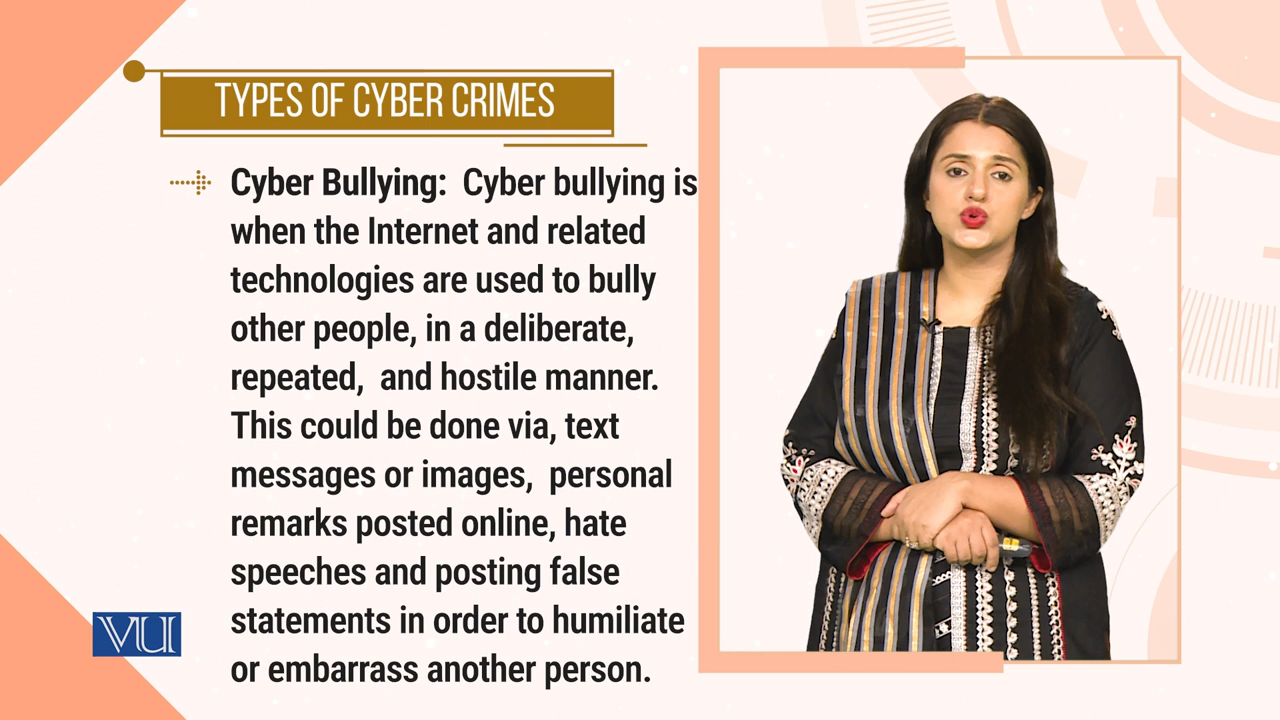 TYPES OF CYBER CRIMES
Cyber Bullying: Cyber bullying is
when the Internet and related
technologies are used to bully
other people, in a deliberate,
repeated, and hostile manner.
This could be done via, text
messages or images, personal
remarks posted online, hate
speeches and posting false
statements in order to humiliate
or embarrass another person.
VU